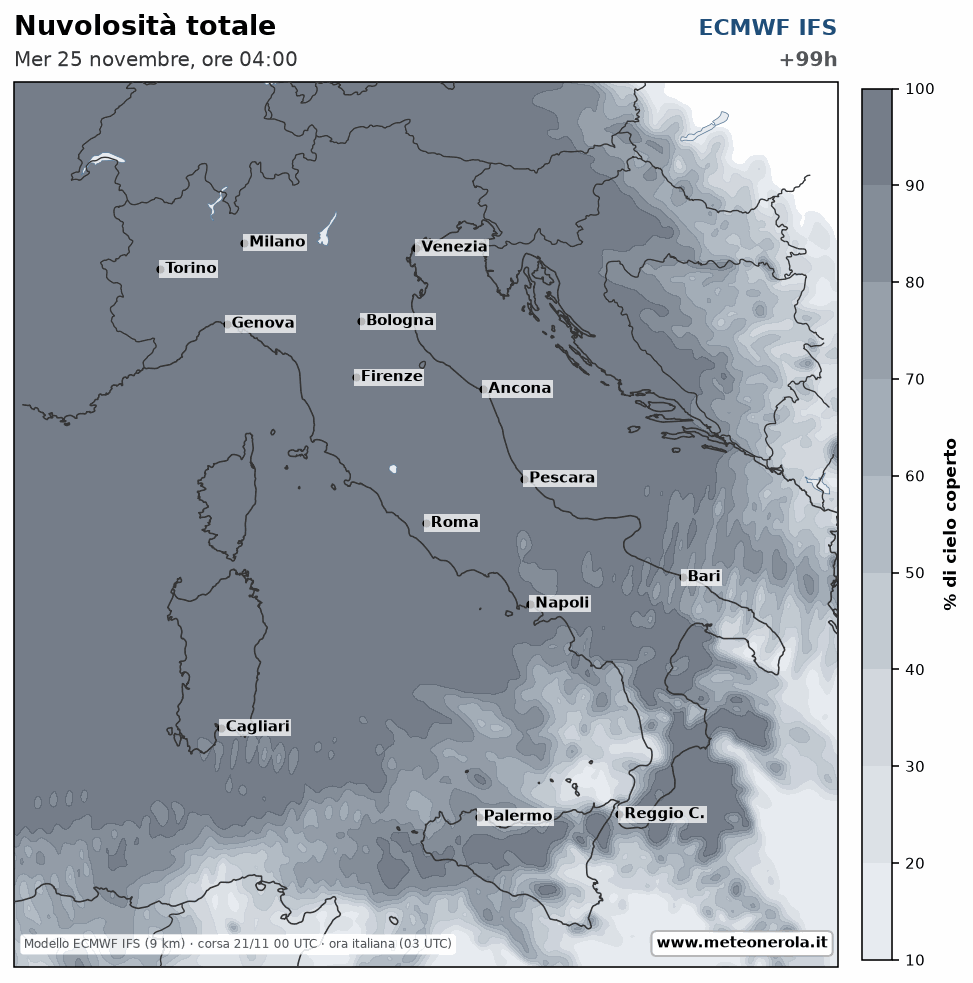 Nuvolosità totale
ECMWF IFS
Mer 25 novembre, ore 04:00
+99h
Milano
Venezia
Torino
Genova
Bologna
Firenze
Ancona
Pescara
Roma
Bari
Napoli
Cagliari
Palermo
Reggio C.
Modello ECMWF IFS (9 km) · corsa 21/11 00 UTC · ora italiana (03 UTC)
www.meteonerola.it
100
90
80
70
60
50
40
30
20
10
% di cielo coperto